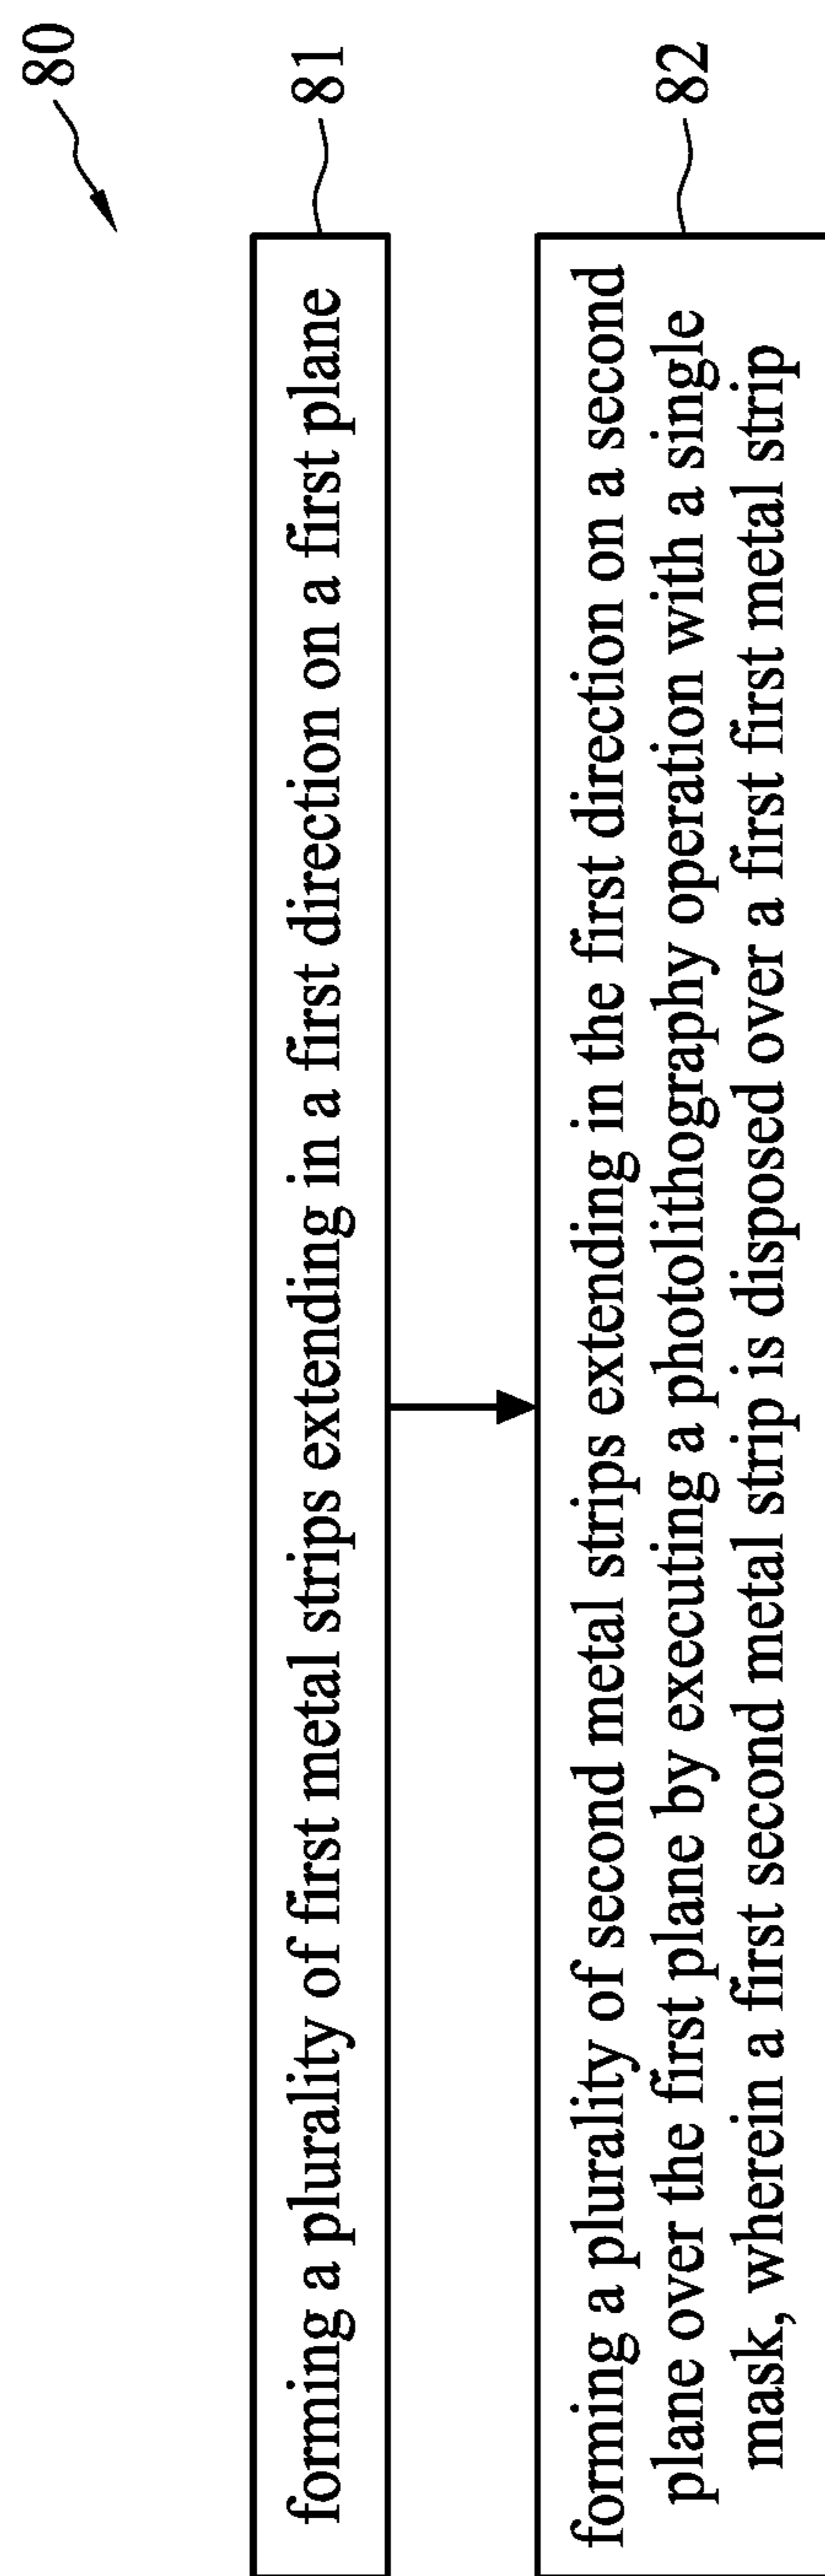 80
81
forming a plurality of first metal strips extending in a first direction on a first plane
82
forming a plurality of second metal strips extending in the first direction on a second
plane over the first plane by executing a photolithography operation with a single
mask, wherein a first second metal strip is disposed over a first first metal strip